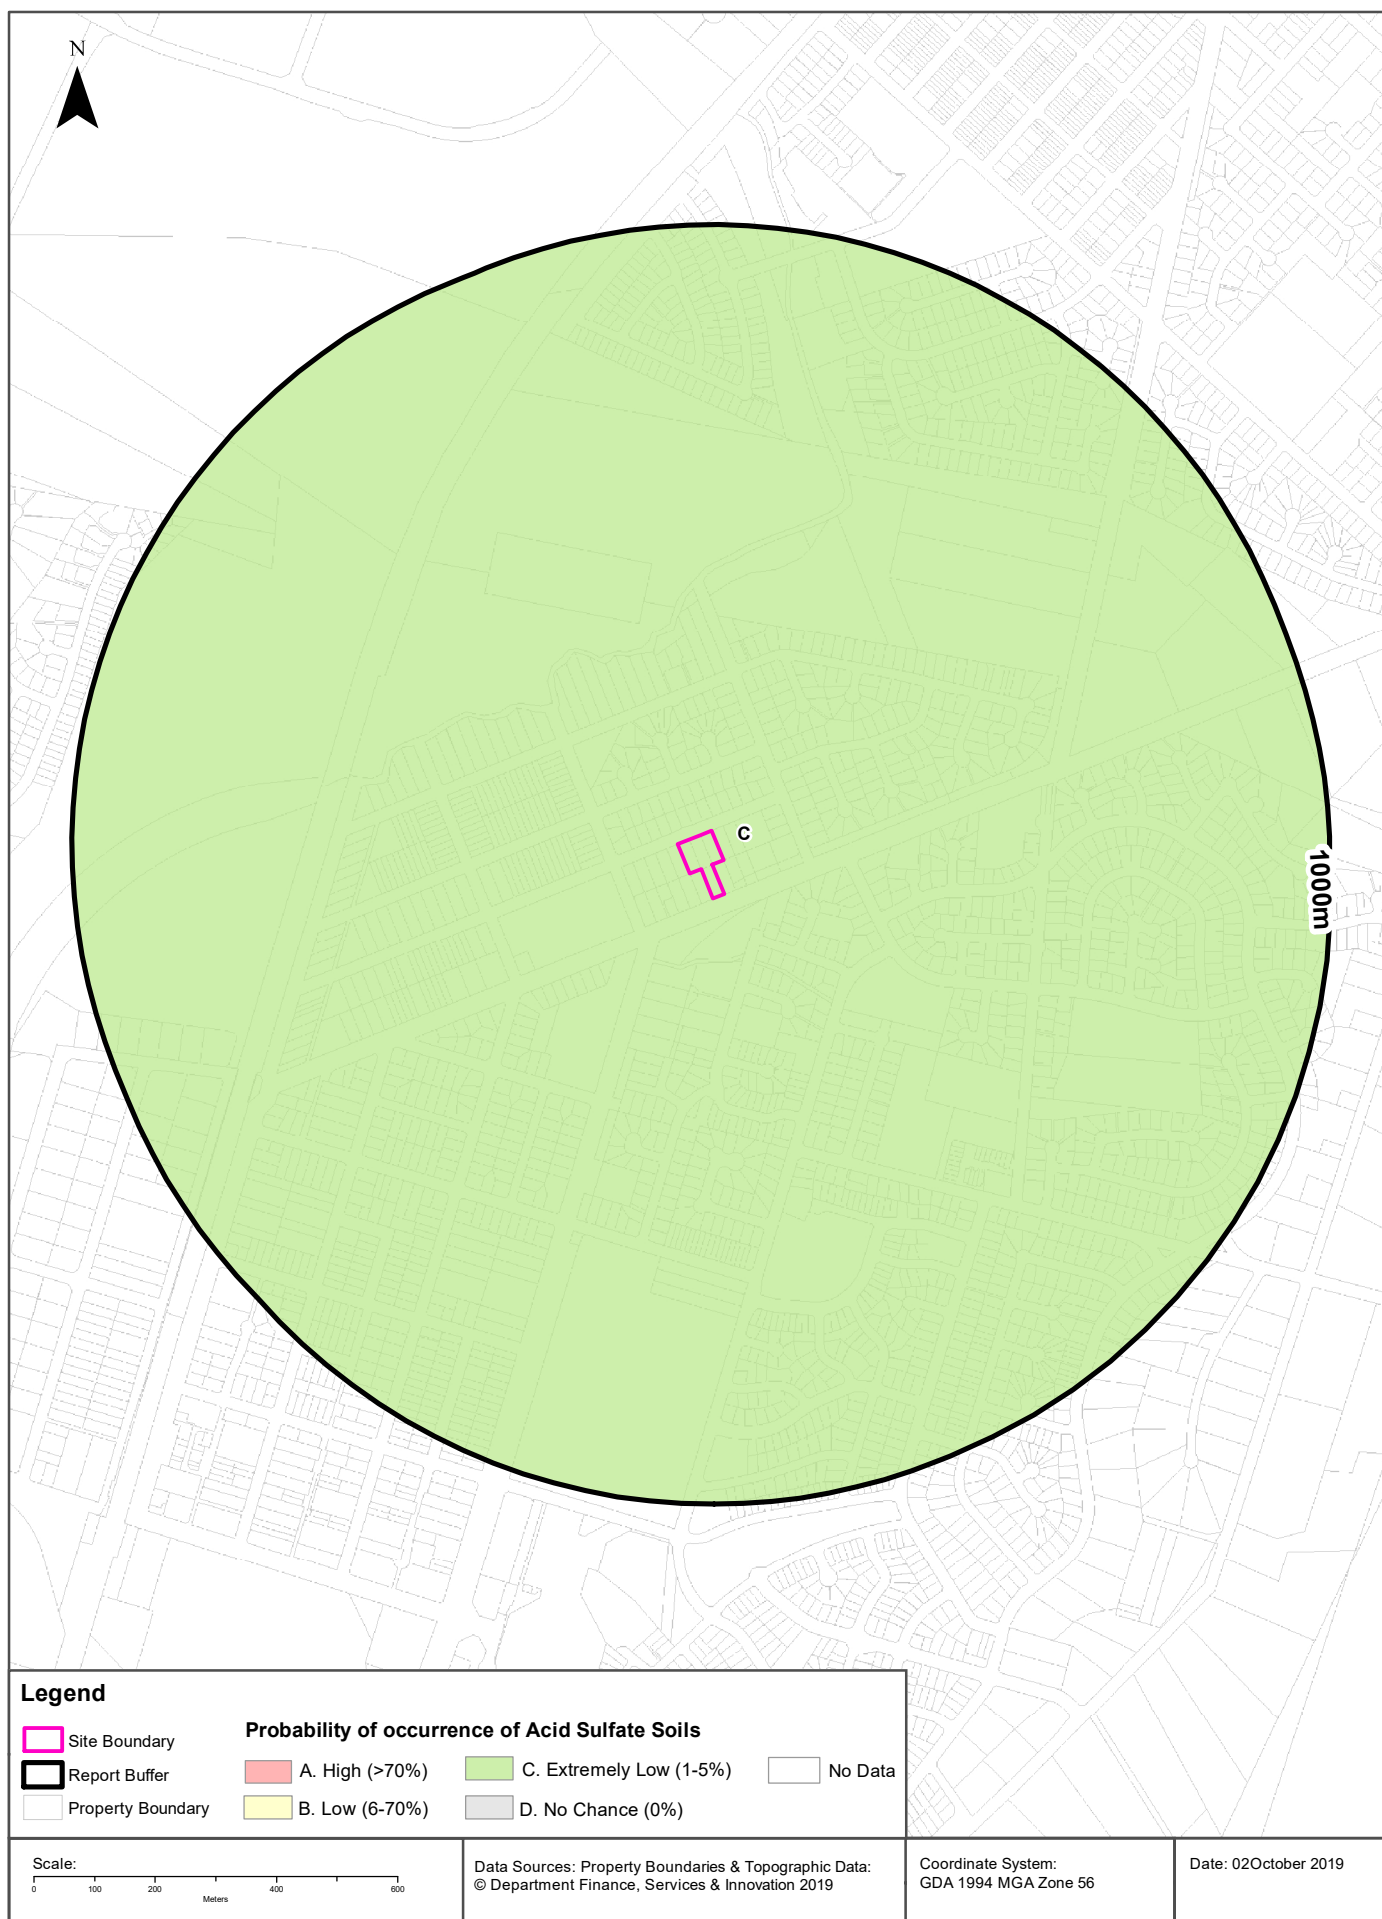 N
C
1000m
Legend
Site Boundary
Report Buffer
Property Boundary
Probability of occurrence of Acid Sulfate Soils
A. High (>70%)
B. Low (6-70%)
C. Extremely Low (1-5%)
D. No Chance (0%)
No Data
Scale:
0 100 200 400 600
Meters
Data Sources: Property Boundaries & Topographic Data:
© Department Finance, Services & Innovation 2019
Coordinate System:
GDA 1994 MGA Zone 56
Date: 02October 2019